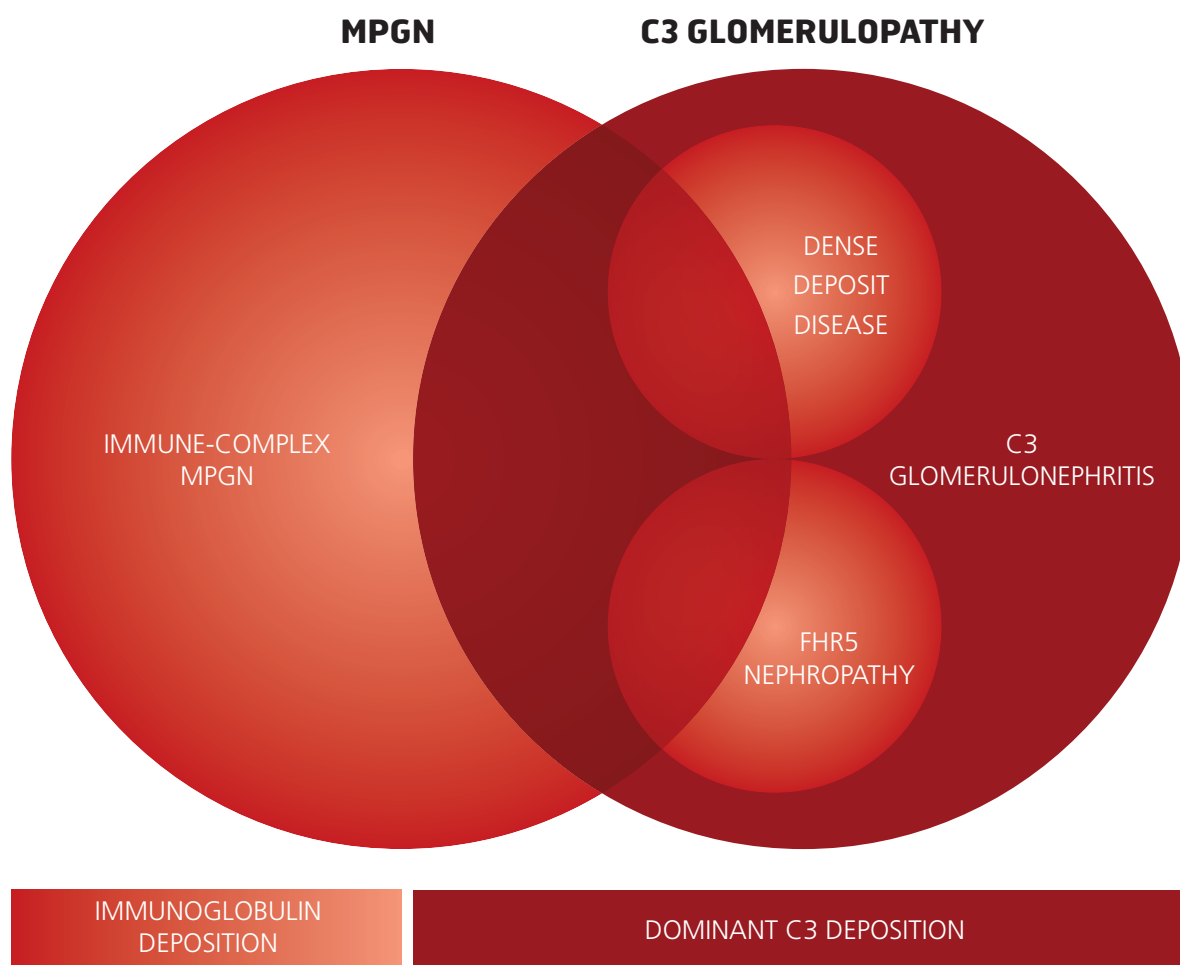 MPGN
C3 GLOMERULOPATHY
DENSE
DEPOSIT
DISEASE
IMMUNE-COMPLEX
MPGN
C3
GLOMERULONEPHRITIS
FHR5
NEPHROPATHY
IMMUNOGLOBULIN
DEPOSITION
DOMINANT C3 DEPOSITION